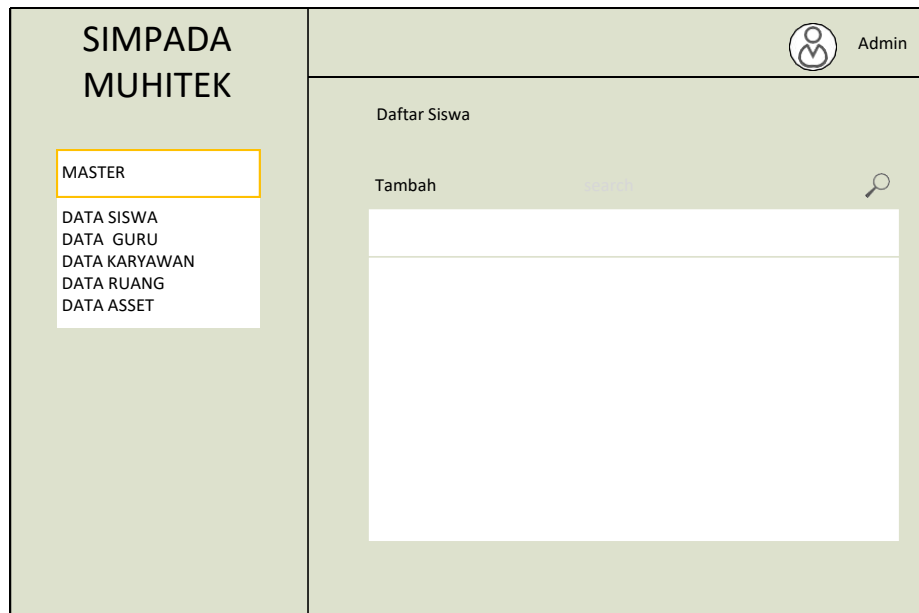 SIMPADA
MUHITEK
Admin
Daftar Siswa
MASTER
Tambah
search
DATA SISWA
DATA  GURU
DATA KARYAWAN
DATA RUANG
DATA ASSET